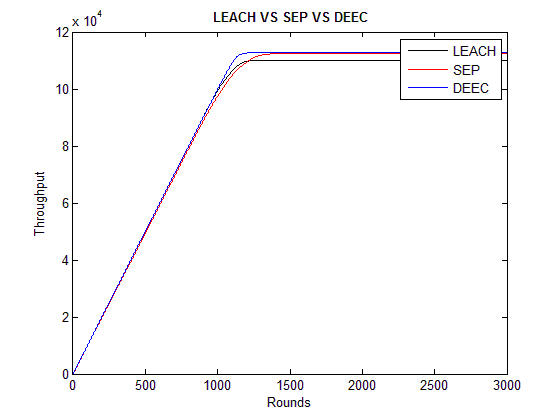 LEACH VS SEP VS DEEC
x 10^4
12
10
8
6
4
2
0
Throughput
LEACH
SEP
DEEC
0 500 1000 1500 2000 2500 3000
Rounds